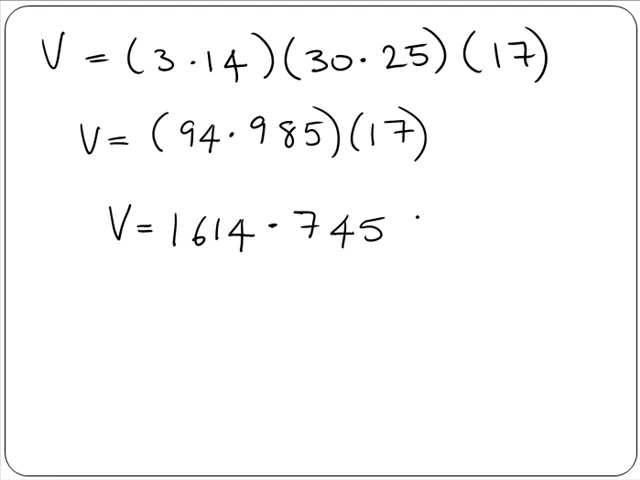 V = (3·14)(30·25)(17)
V = (94·985)(17)
V = 1614·745